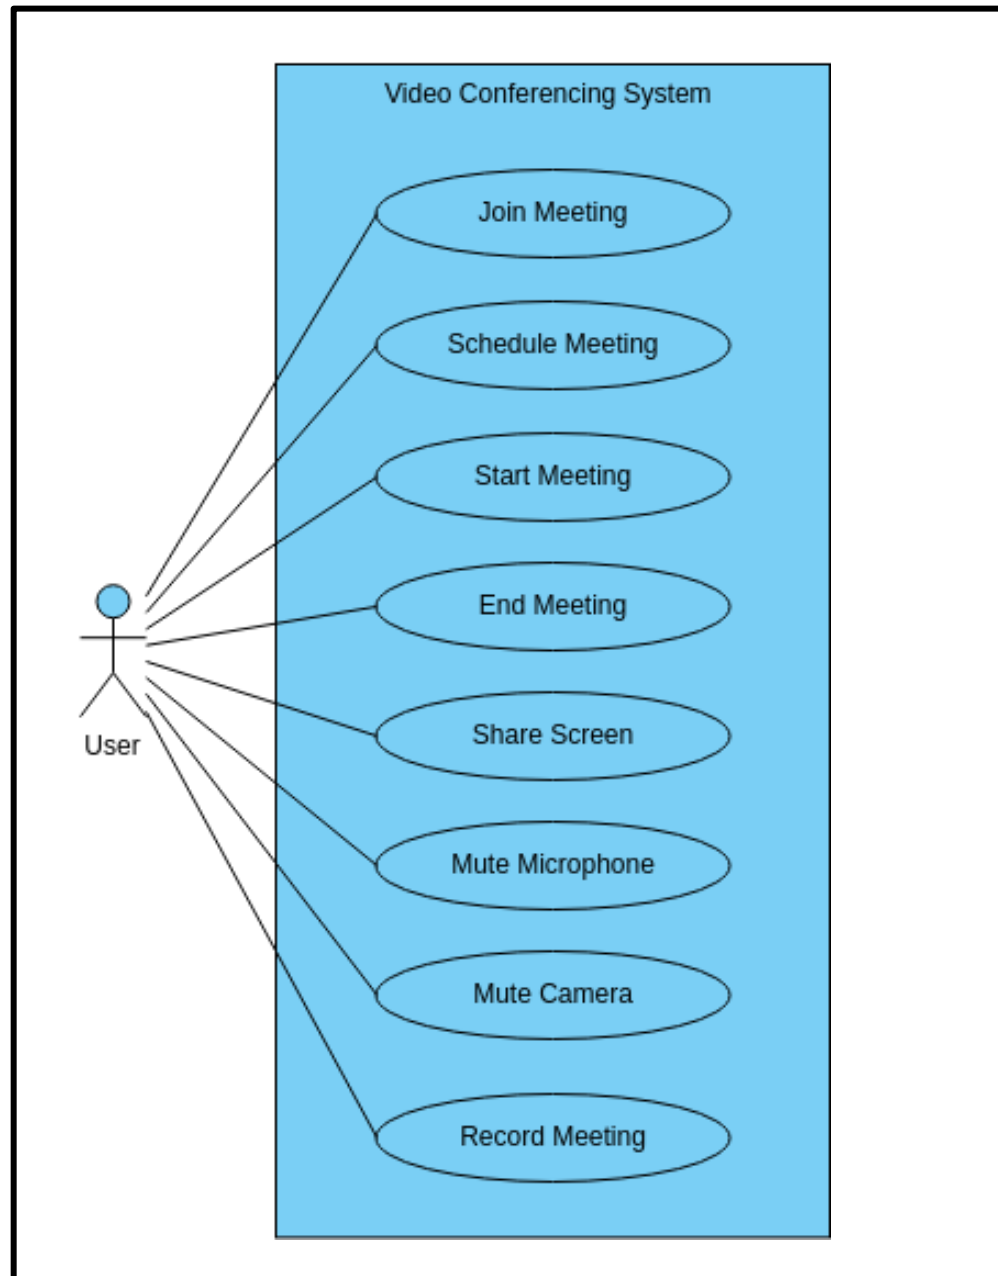 Video Conferencing System
Join Meeting
Schedule Meeting
Start Meeting
End Meeting
Share Screen
User
Mute Microphone
Mute Camera
Record Meeting